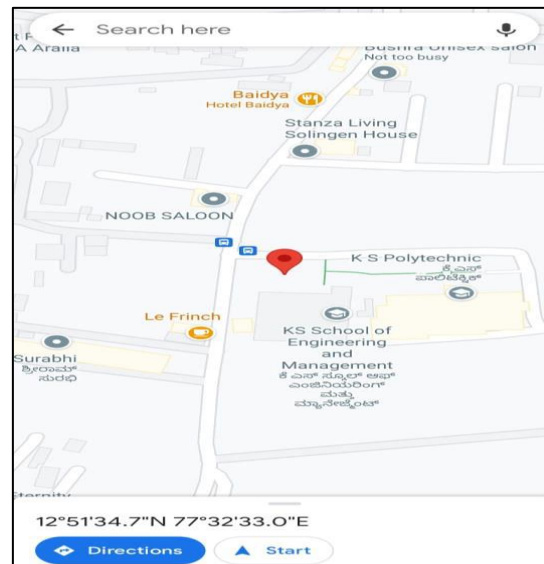 Search here
A Aralia
Bushra Unisex salon
Not too busy
Baidya
Hotel Baidya
Stanza Living
Solingen House
NOOB SALOON
K S Polytechnic
ಕೆ ಎಸ್
ಪಾಲಿಟೆಕ್ನಿಕ್
Le Frinch
KS School of
Engineering
and
Management
ಕೆ ಎಸ್ ಸ್ಕೂಲ್ ಆಫ್
ಎಂಜಿನಿಯರಿಂಗ್
ಮತ್ತು
ಮ್ಯಾನೇಜ್ಮೆಂಟ್
Surabhi
ಶ್ರೀರಾಮ್
ಸುರಭಿ
12°51'34.7"N 77°32'33.0"E
Directions
Start